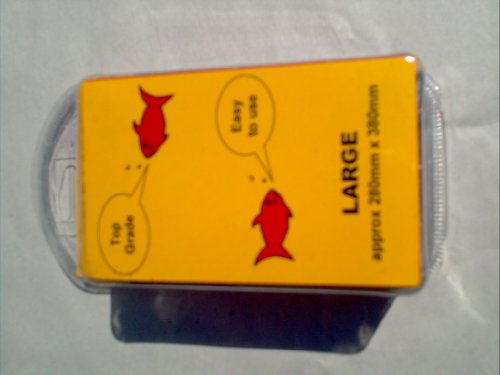 Top
Grade
Easy
to use
LARGE
approx 280mm x 380mm